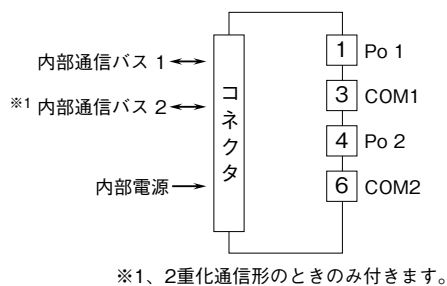 内部通信バス 1
※1 内部通信バス 2
内部電源
コネクタ
1 Po 1
3 COM1
4 Po 2
6 COM2
※1、2重化通信形のときのみ付きます。